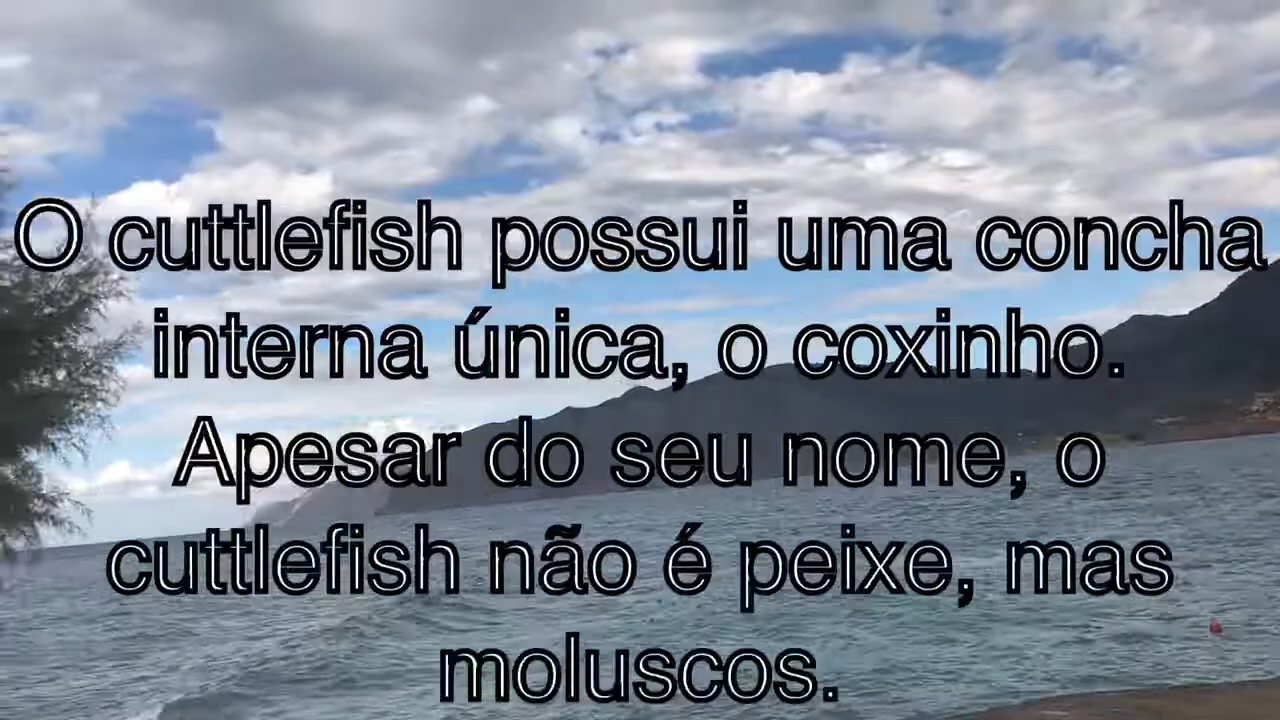 O cuttlefish possui uma concha
interna única, o coxinho.
Apesar do seu nome, o
cuttlefish não é peixe, mas
moluscos.